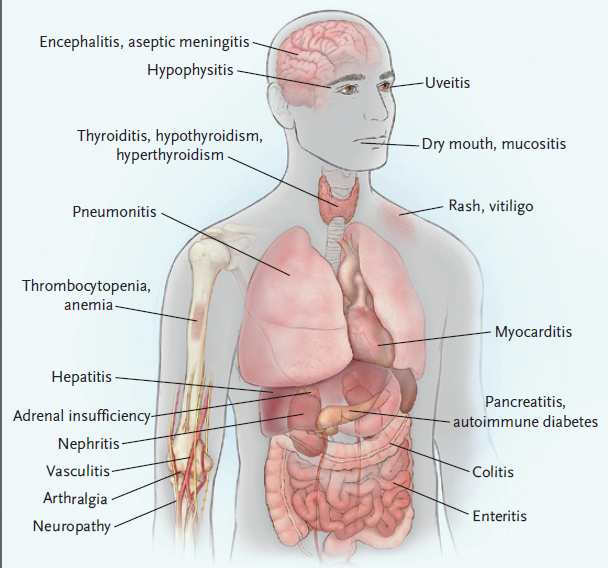 Encephalitis, aseptic meningitis
Hypophysitis
Uveitis
Thyroiditis, hypothyroidism,
hyperthyroidism
Dry mouth, mucositis
Rash, vitiligo
Pneumonitis
Thrombocytopenia,
anemia
Myocarditis
Hepatitis
Adrenal insufficiency
Pancreatitis,
autoimmune diabetes
Nephritis
Vasculitis
Colitis
Arthralgia
Enteritis
Neuropathy